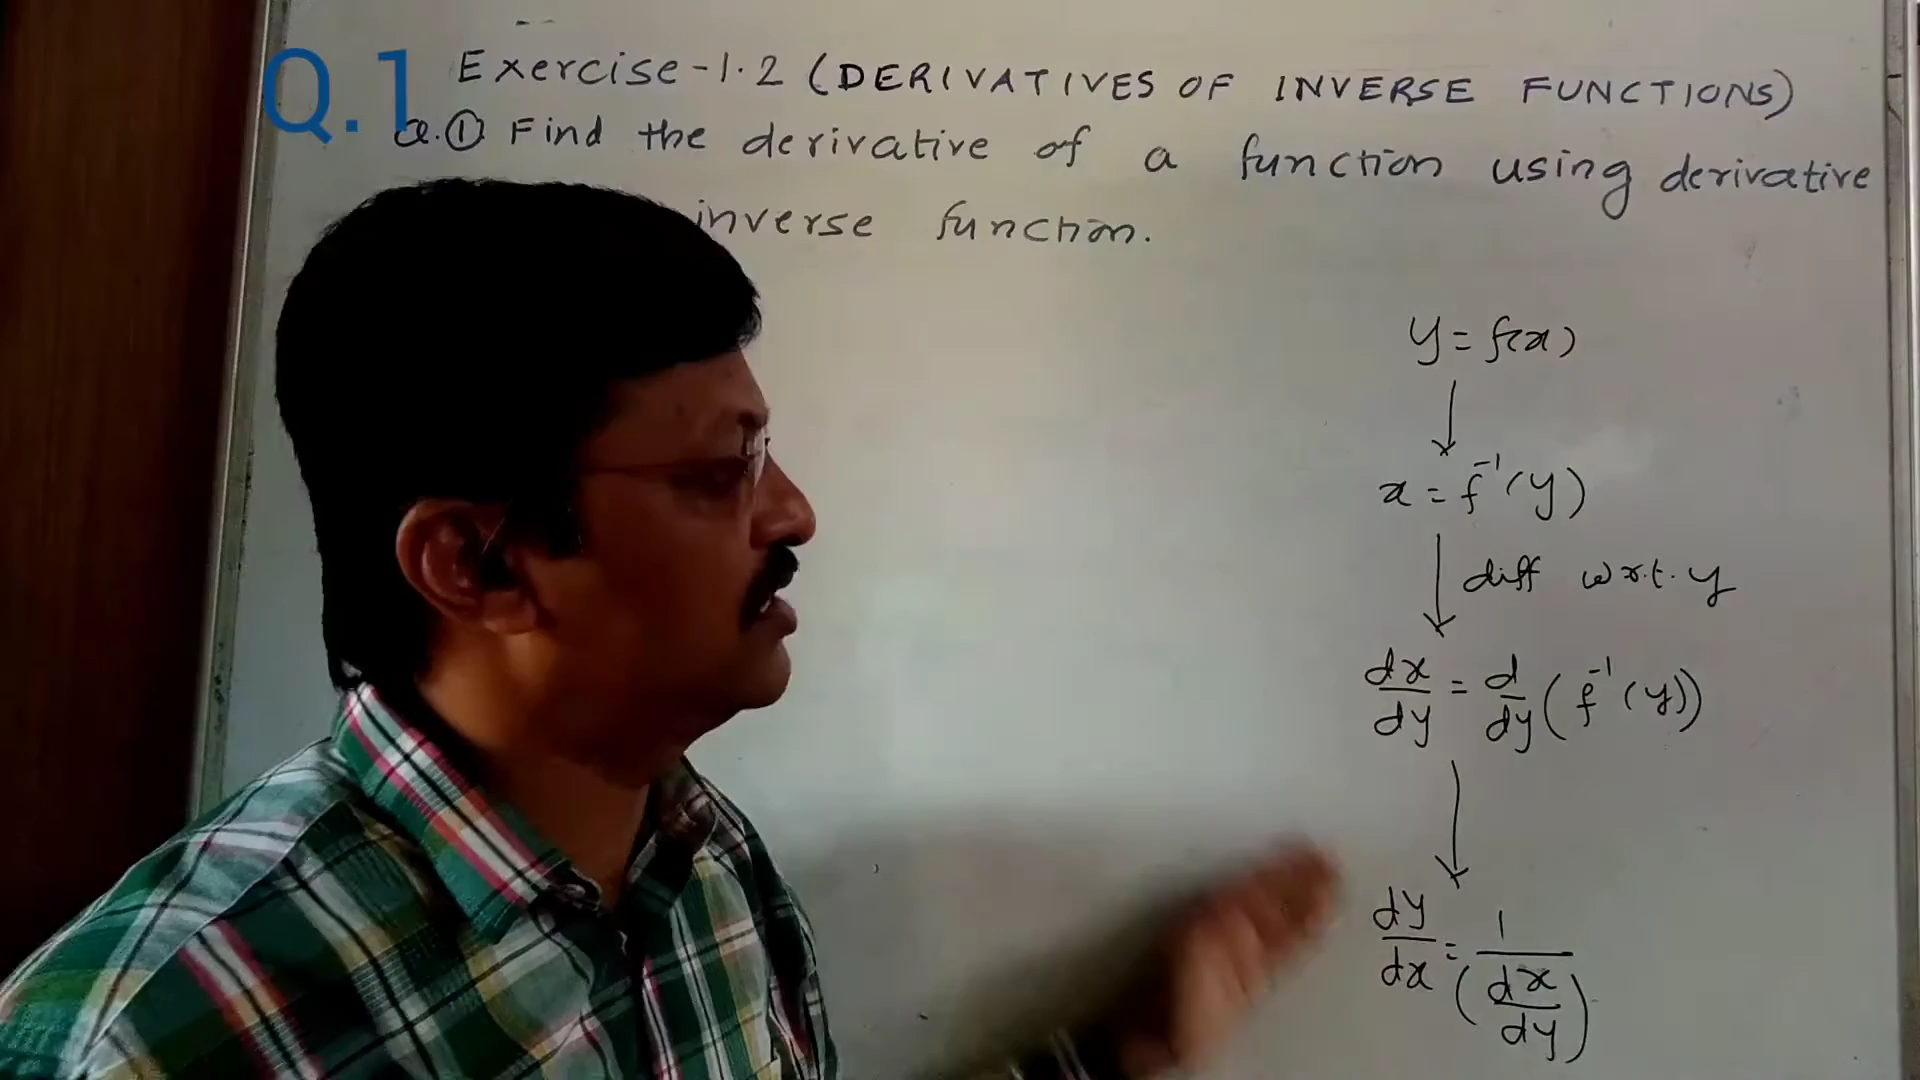 Q.1
Exercise-1.2 (DERIVATIVES OF INVERSE FUNCTIONS)
Q.① Find the derivative of a function using derivative
inverse function.
y = f(x)
x = f⁻¹(y)
diff w.r.t. y
dx/dy = d/dy (f⁻¹(y))
dy/dx = 1/(dx/dy)